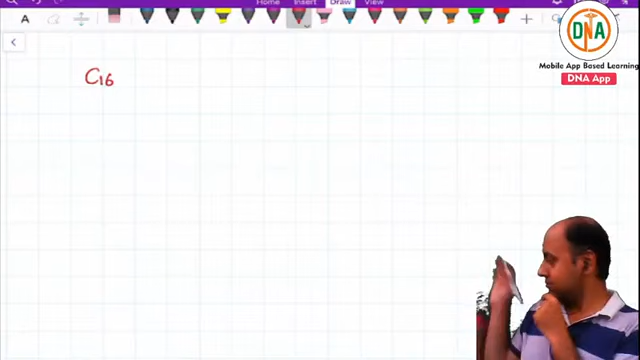 Home Insert Draw View
A
DNA
Mobile App Based Learning
DNA App
C16